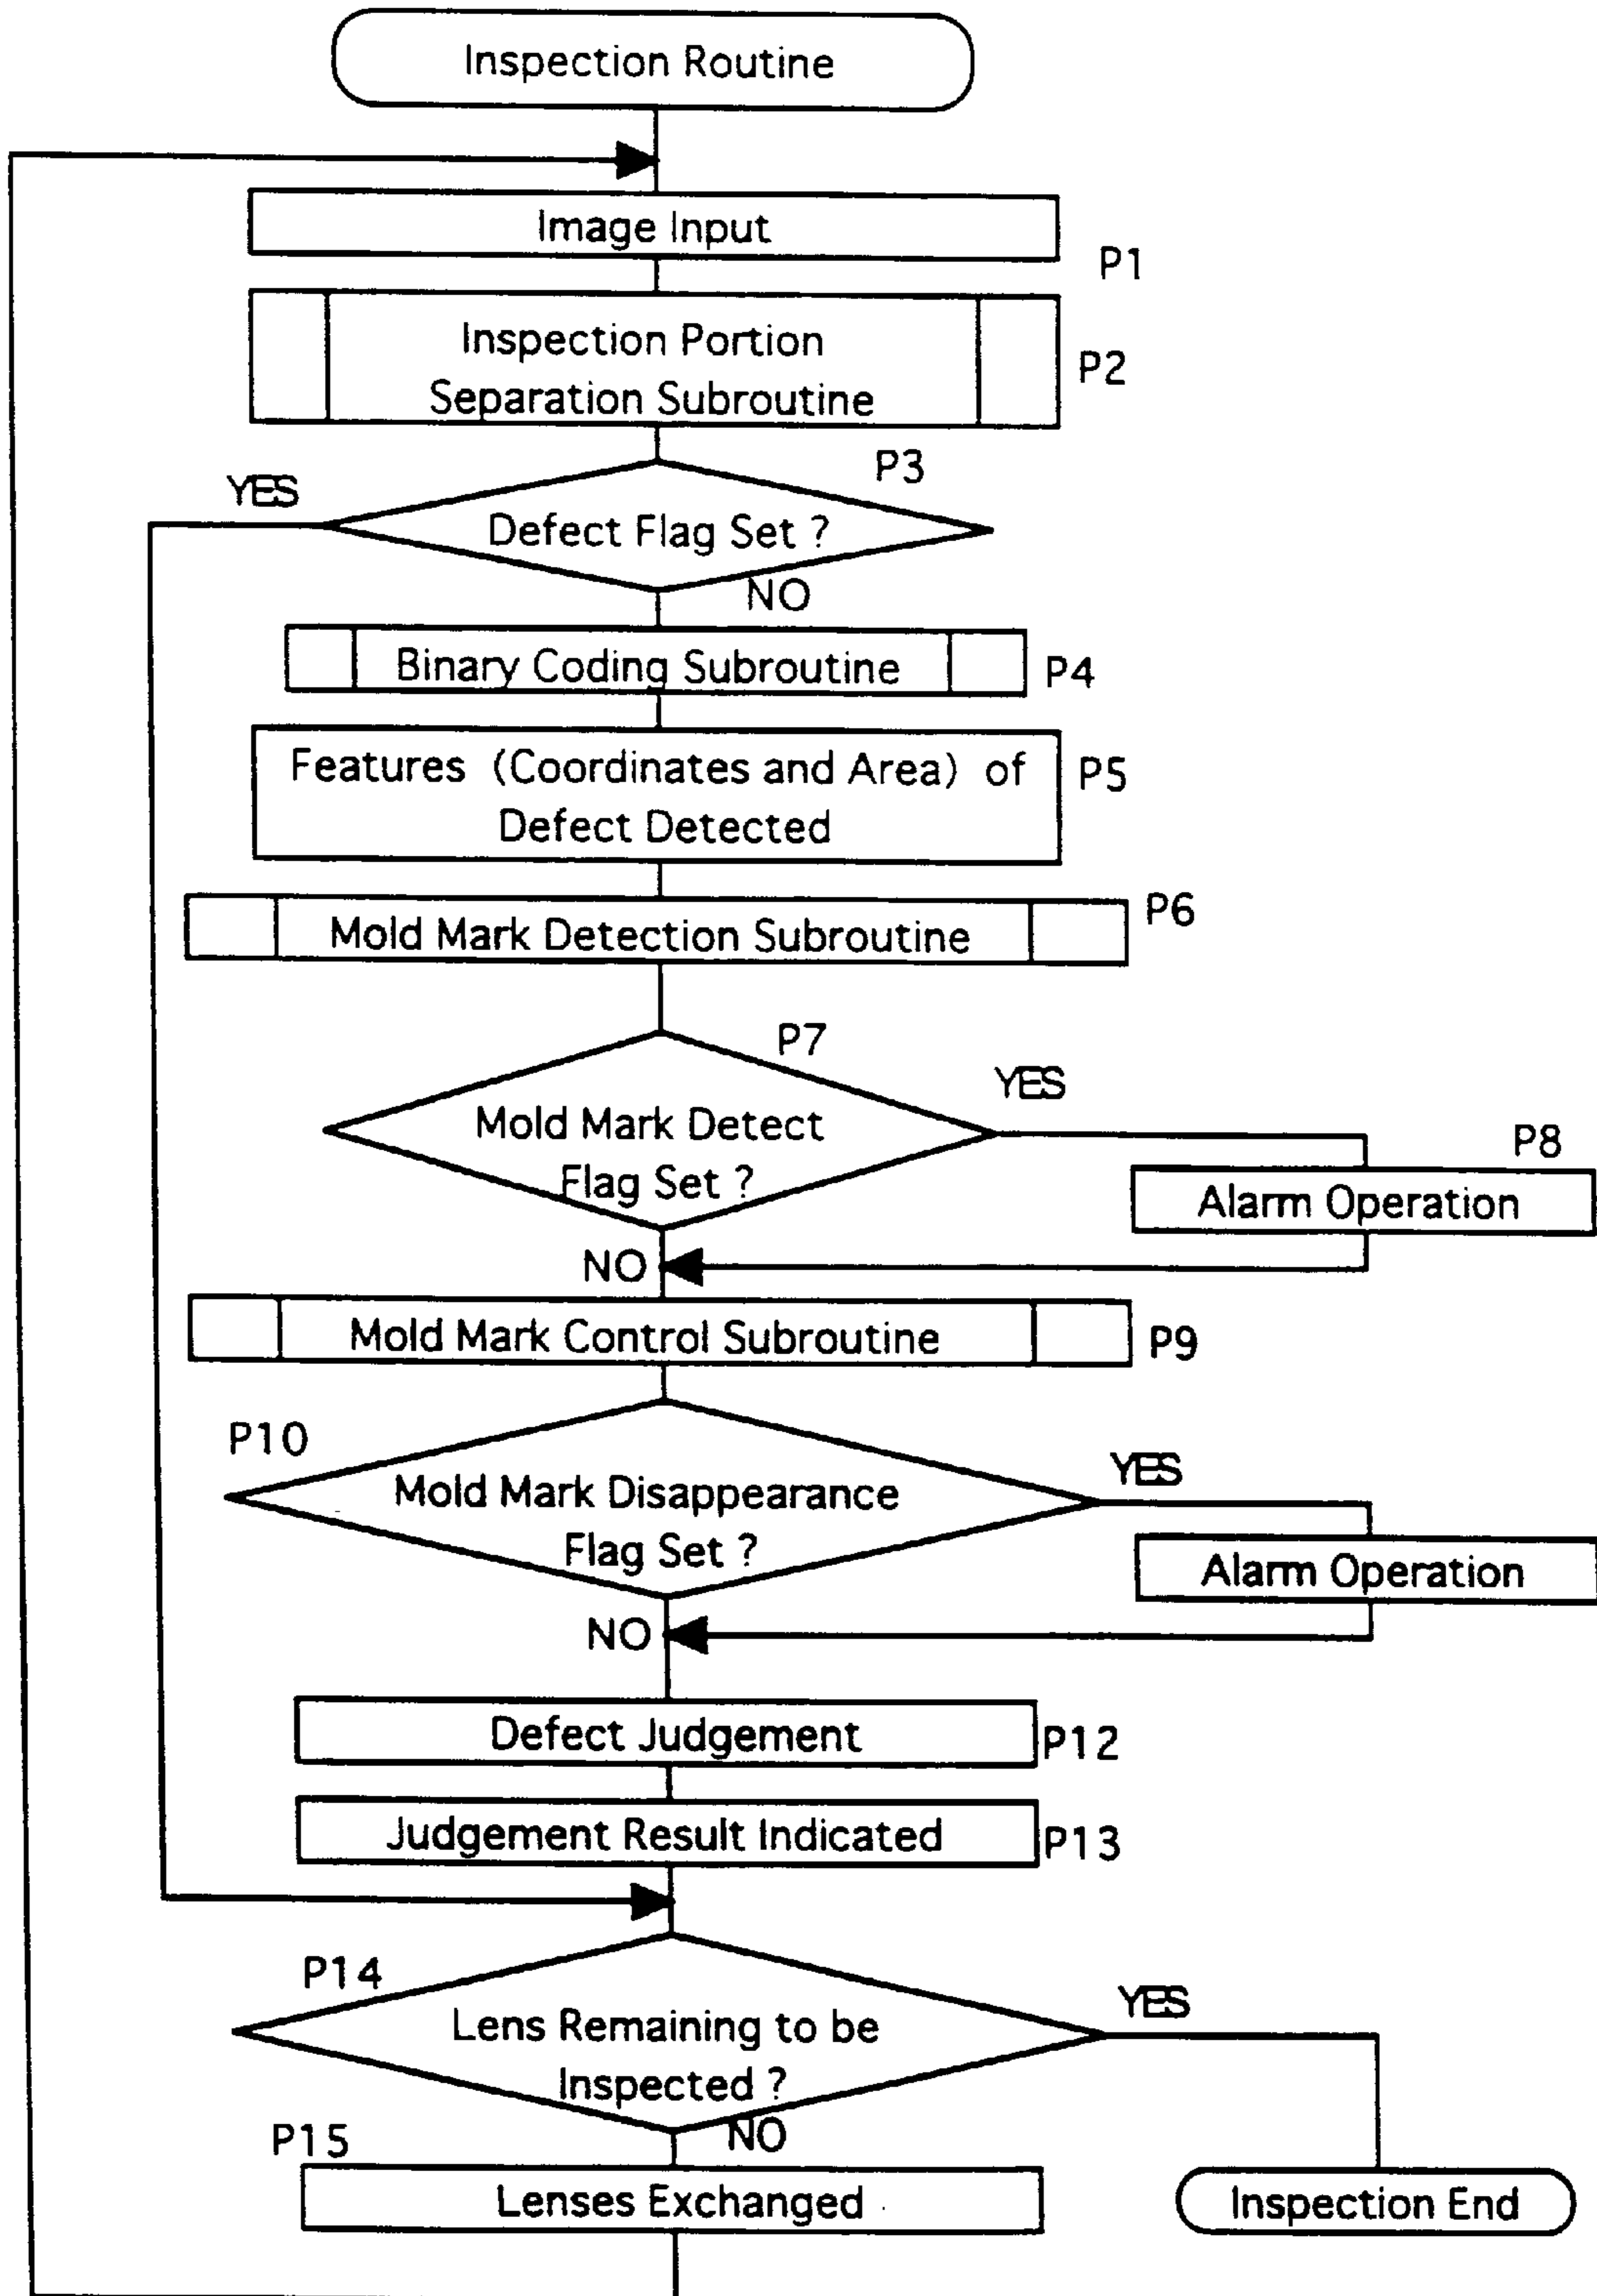 Inspection Routine
Image Input
P1
Inspection Portion
Separation Subroutine
P2
P3
YES
Defect Flag Set ?
NO
Binary Coding Subroutine
P4
Features (Coordinates and Area) of
Defect Detected
P5
Mold Mark Detection Subroutine
P6
P7
YES
Mold Mark Detect
Flag Set ?
P8
Alarm Operation
NO
Mold Mark Control Subroutine
P9
P10
YES
Mold Mark Disappearance
Flag Set ?
Alarm Operation
NO
Defect Judgement
P12
Judgement Result Indicated
P13
P14
YES
Lens Remaining to be
Inspected ?
NO
P15
Lenses Exchanged
Inspection End